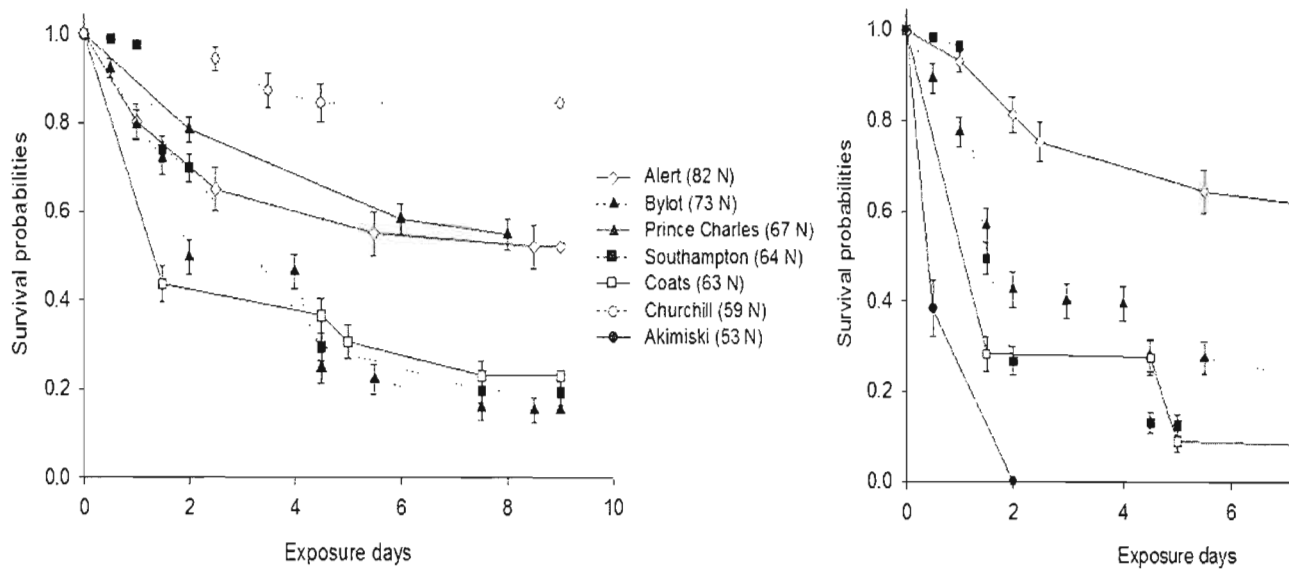 1.0
0.8
0.6
0.4
0.2
0.0
Survival probabilities
0
2
4
6
8
10
Exposure days
Alert (82 N)
Bylot (73 N)
Prince Charles (67 N)
Southampton (64 N)
Coats (63 N)
Churchill (59 N)
Akimiski (53 N)
1.0
0.8
0.6
0.4
0.2
0.0
Survival probabilities
0
2
4
6
Exposure days